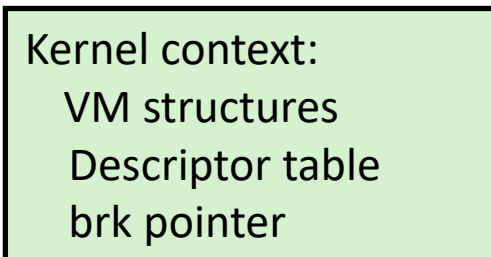 Kernel context:
VM structures
Descriptor table
brk pointer